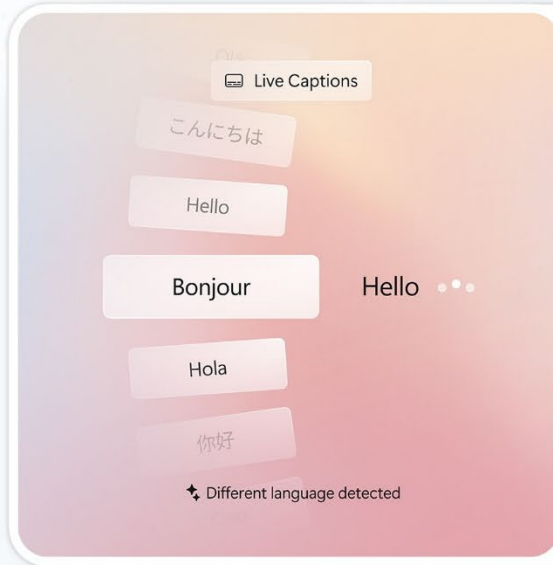 Live Captions
こんにちは
Hello
Bonjour
Hello
Hola
你好
Different language detected